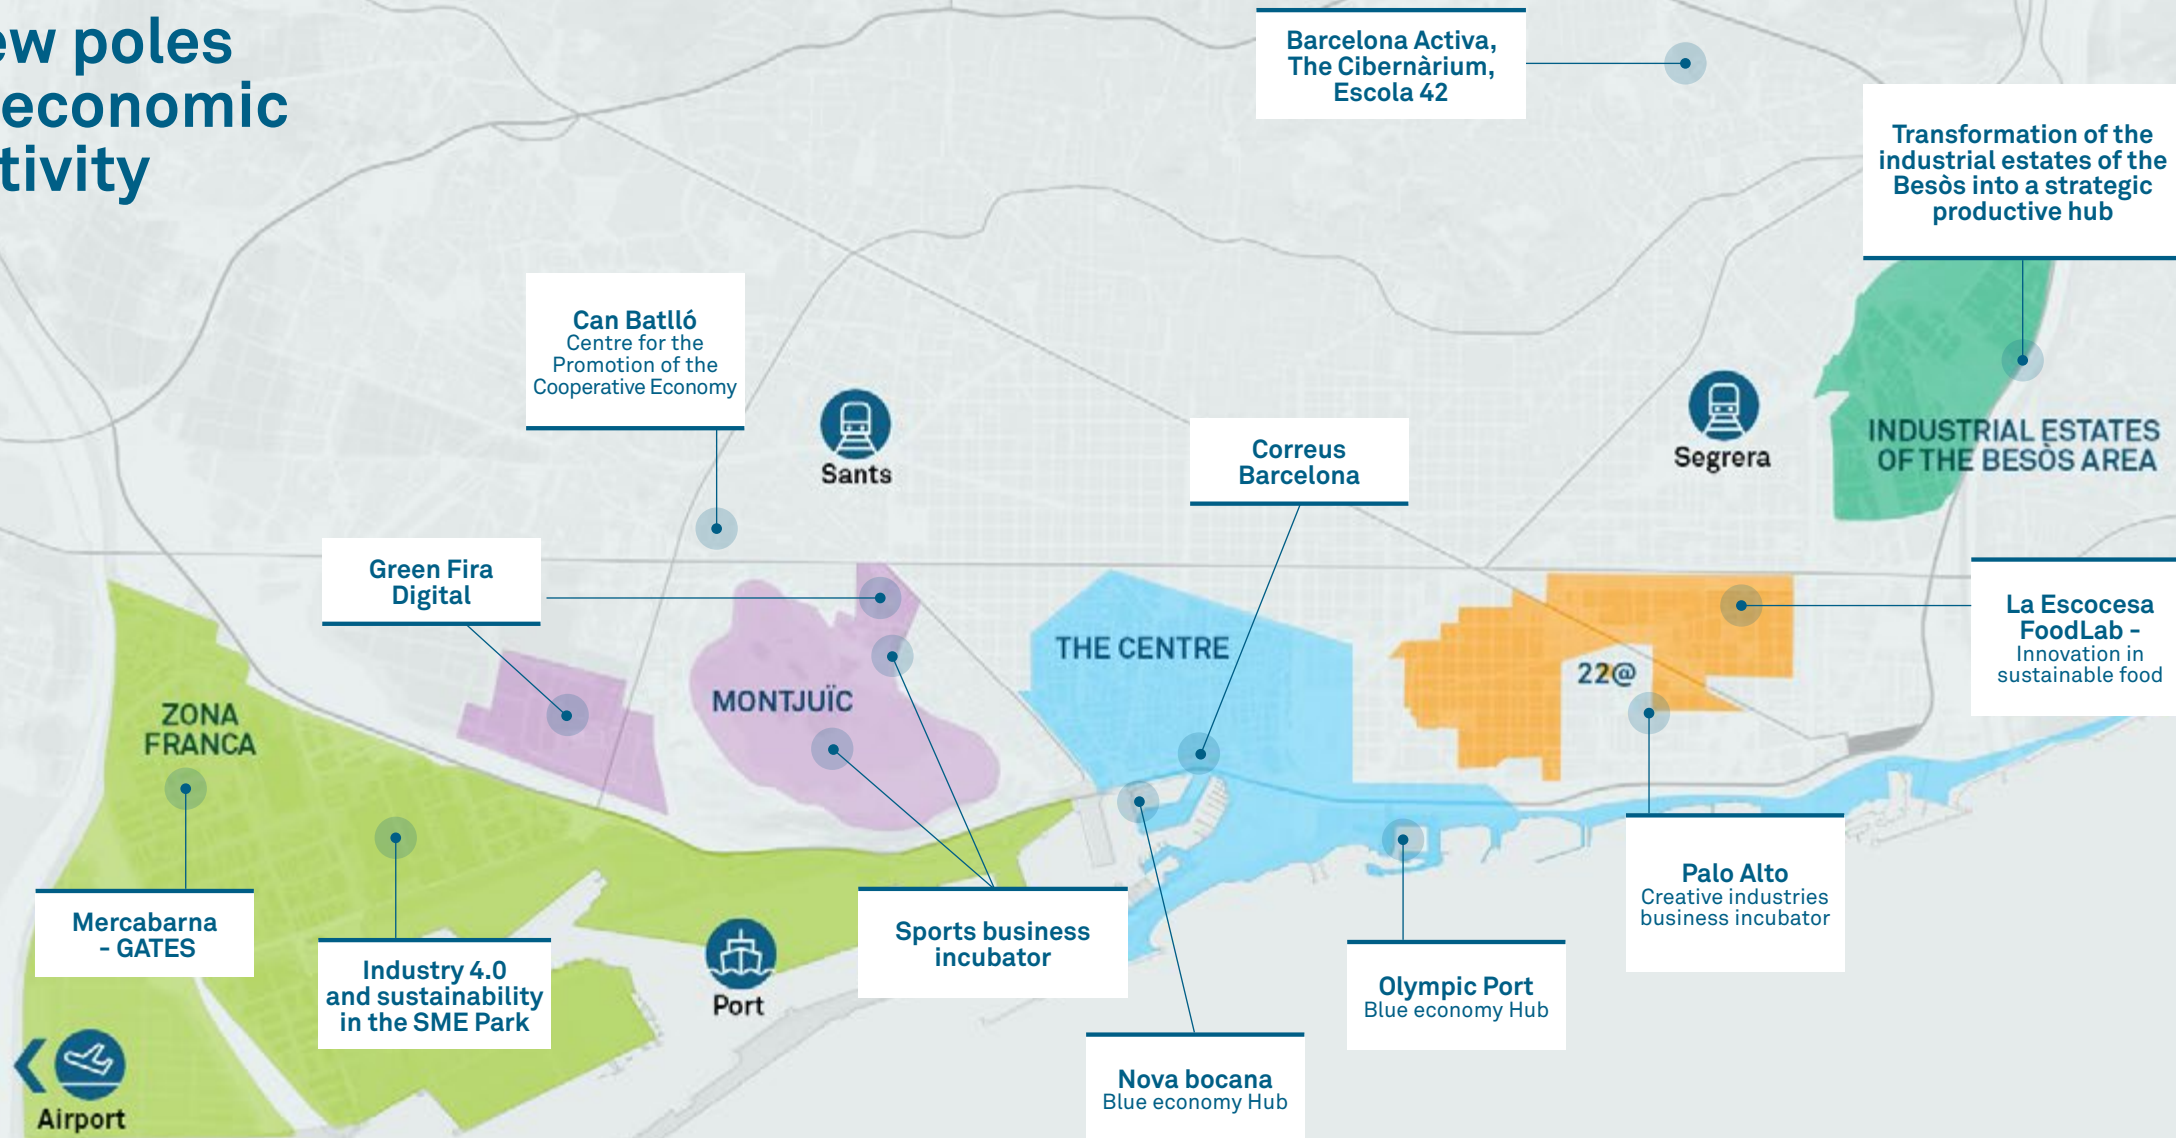 ew poles
economic
tivity
Barcelona Activa,
The Cibernàrium,
Escola 42
Transformation of the
industrial estates of the
Besòs into a strategic
productive hub
Can Batlló
Centre for the
Promotion of the
Cooperative Economy
Sants
Correus
Barcelona
Segrera
INDUSTRIAL ESTATES
OF THE BESÒS AREA
Green Fira
Digital
La Escocesa
FoodLab -
Innovation in
sustainable food
THE CENTRE
22@
MONTJUÏC
ZONA
FRANCA
Mercabarna
- GATES
Industry 4.0
and sustainability
in the SME Park
Port
Sports business
incubator
Palo Alto
Creative industries
business incubator
Olympic Port
Blue economy Hub
Nova bocana
Blue economy Hub
Airport